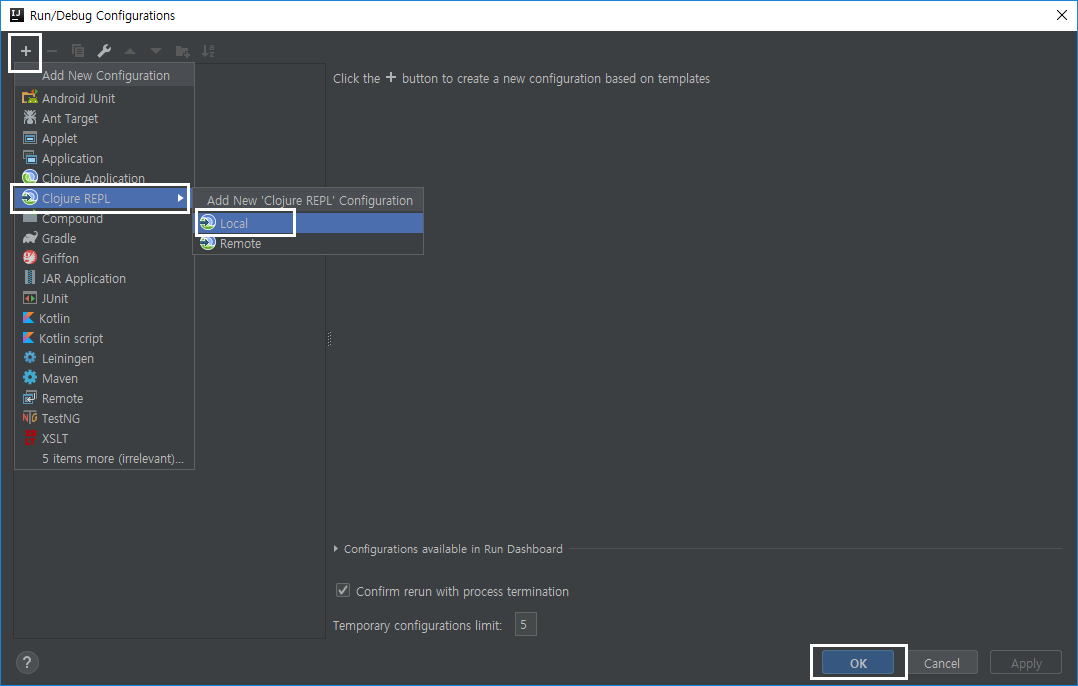 Run/Debug Configurations
Click the + button to create a new configuration based on templates
Add New Configuration
Android JUnit
Ant Target
Applet
Application
Clojure Application
Clojure REPL
Compound
Gradle
Griffon
JAR Application
JUnit
Kotlin
Kotlin script
Leiningen
Maven
Remote
TestNG
XSLT
5 items more (irrelevant)...
Add New 'Clojure REPL' Configuration
Local
Remote
Configurations available in Run Dashboard
Confirm rerun with process termination
Temporary configurations limit: 5
?
OK
Cancel
Apply